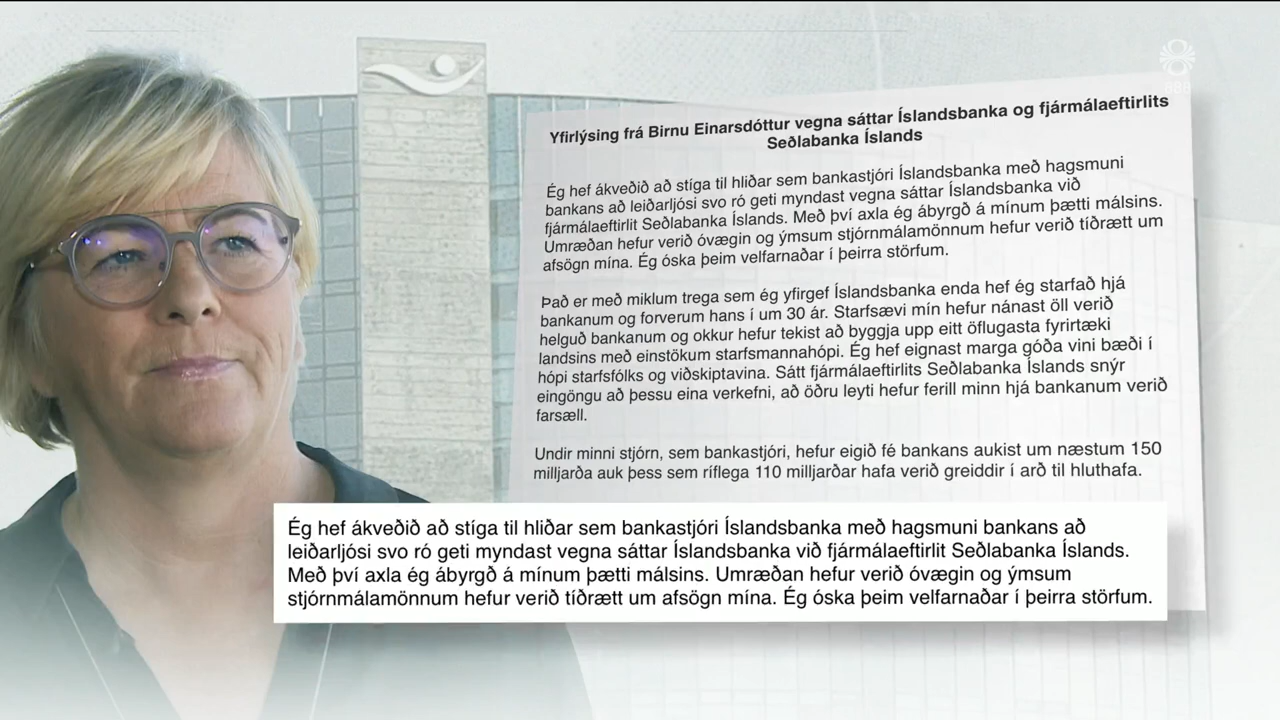 888
Yfirlýsing frá Birnu Einarsdóttur vegna sáttar Íslandsbanka og fjármálaeftirlits
Seðlabanka Íslands
Ég hef ákveðið að stíga til hliðar sem bankastjóri Íslandsbanka með hagsmuni
bankans að leiðarljósi svo ró geti myndast vegna sáttar Íslandsbanka við
fjármálaeftirlit Seðlabanka Íslands. Með því axla ég ábyrgð á mínum þætti málsins.
Umræðan hefur verið óvægin og ýmsum stjórnmálamönnum hefur verið tíðrætt um
afsögn mína. Ég óska þeim velfarnaðar í þeirra störfum.
Það er með miklum trega sem ég yfirgef Íslandsbanka enda hef ég starfað hjá
bankanum og forverum hans í um 30 ár. Starfsævi mín hefur nánast öll verið
helguð bankanum og okkur hefur tekist að byggja upp eitt öflugasta fyrirtæki
landsins með einstökum starfsmannahópi. Ég hef eignast marga góða vini bæði í
hópi starfsfólks og viðskiptavina. Sátt fjármálaeftirlits Seðlabanka Íslands snýr
eingöngu að þessu eina verkefni, að öðru leyti hefur ferill minn hjá bankanum verið
farsæll.
Undir minni stjórn, sem bankastjóri, hefur eigið fé bankans aukist um næstum 150
milljarða auk þess sem ríflega 110 milljarðar hafa verið greiddir í arð til hluthafa.
Ég hef ákveðið að stíga til hliðar sem bankastjóri Íslandsbanka með hagsmuni bankans að
leiðarljósi svo ró geti myndast vegna sáttar Íslandsbanka við fjármálaeftirlit Seðlabanka Íslands.
Með því axla ég ábyrgð á mínum þætti málsins. Umræðan hefur verið óvægin og ýmsum
stjórnmálamönnum hefur verið tíðrætt um afsögn mína. Ég óska þeim velfarnaðar í þeirra störfum.